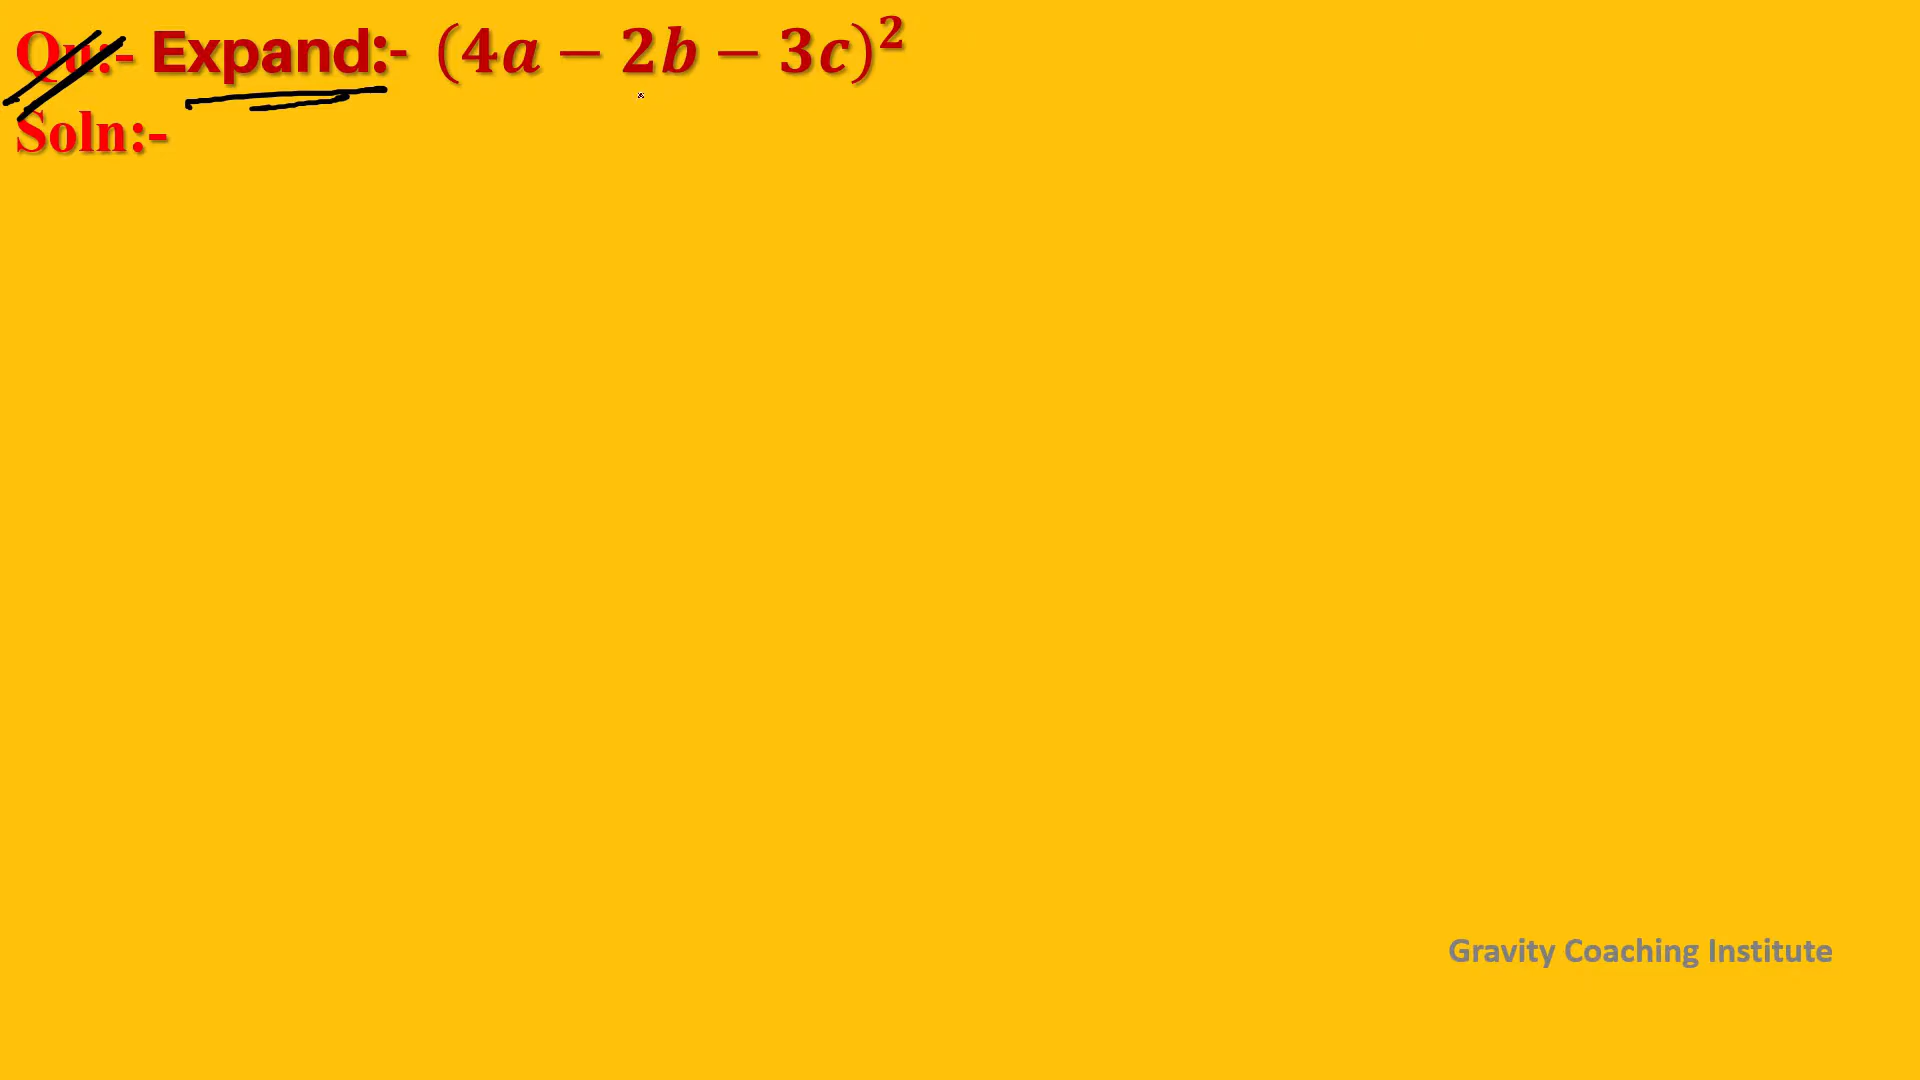 Qu:- Expand:- (4a − 2b − 3c)²
Soln:-
Gravity Coaching Institute